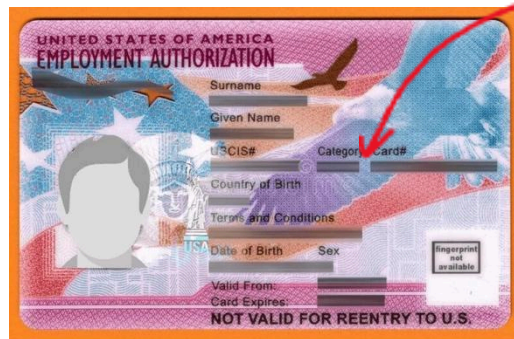 UNITED STATES OF AMERICA
EMPLOYMENT AUTHORIZATION
Surname
Given Name
USCIS# Category Card#
Country of Birth
Terms and Conditions
USA
Date of Birth Sex
fingerprint
not
available
Valid From:
Card Expires:
NOT VALID FOR REENTRY TO U.S.